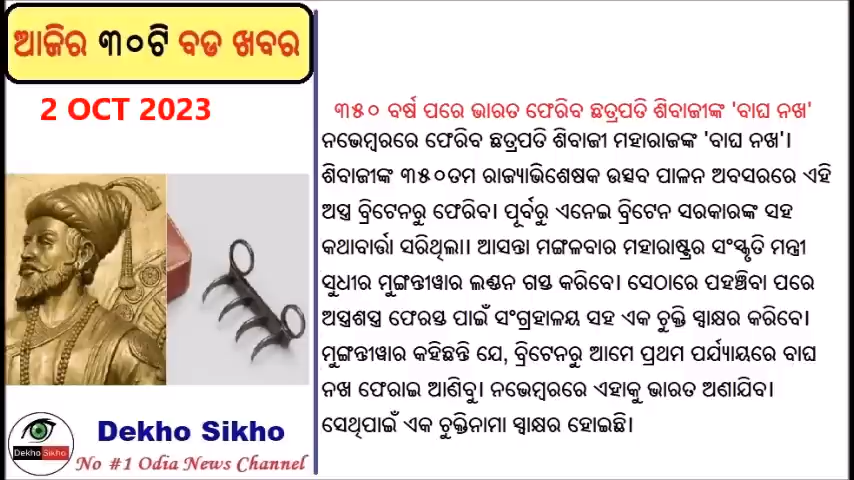 ଆଜିର ୩୦ଟି ବଡ ଖବର
2 OCT 2023
୩୫୦ ବର୍ଷ ପରେ ଭାରତ ଫେରିବ ଛତ୍ରପତି ଶିବାଜୀଙ୍କ 'ବାଘ ନଖ'
ନଭେମ୍ବରରେ ଫେରିବ ଛତ୍ରପତି ଶିବାଜୀ ମହାରାଜଙ୍କ 'ବାଘ ନଖ'।
ଶିବାଜୀଙ୍କ ୩୫୦ତମ ରାଜ୍ୟାଭିଶେଷକ ଉତ୍ସବ ପାଳନ ଅବସରରେ ଏହି
ଅସ୍ତ୍ର ବ୍ରିଟେନରୁ ଫେରିବ। ପୂର୍ବରୁ ଏନେଇ ବ୍ରିଟେନ ସରକାରଙ୍କ ସହ
କଥାବାର୍ତ୍ତା ସରିଥିଲା। ଆସନ୍ତା ମଙ୍ଗଳବାର ମହାରାଷ୍ଟ୍ରର ସଂସ୍କୃତି ମନ୍ତ୍ରୀ
ସୁଧୀର ମୁଙ୍ଗନ୍ତୀୱାର ଲଣ୍ଡନ ଗସ୍ତ କରିବେ। ସେଠାରେ ପହଞ୍ଚିବା ପରେ
ଅସ୍ତ୍ରଶସ୍ତ୍ର ଫେରସ୍ତ ପାଇଁ ସଂଗ୍ରହାଳୟ ସହ ଏକ ଚୁକ୍ତି ସ୍ୱାକ୍ଷର କରିବେ।
ମୁଙ୍ଗନ୍ତୀୱାର କହିଛନ୍ତି ଯେ, ବ୍ରିଟେନରୁ ଆମେ ପ୍ରଥମ ପର୍ଯ୍ୟାୟରେ ବାଘ
ନଖ ଫେରାଇ ଆଣିବୁ। ନଭେମ୍ବରରେ ଏହାକୁ ଭାରତ ଅଣାଯିବ।
ସେଥିପାଇଁ ଏକ ଚୁକ୍ତିନାମା ସ୍ୱାକ୍ଷର ହୋଇଛି।
Dekho Sikho
Dekho Sikho
No #1 Odia News Channel